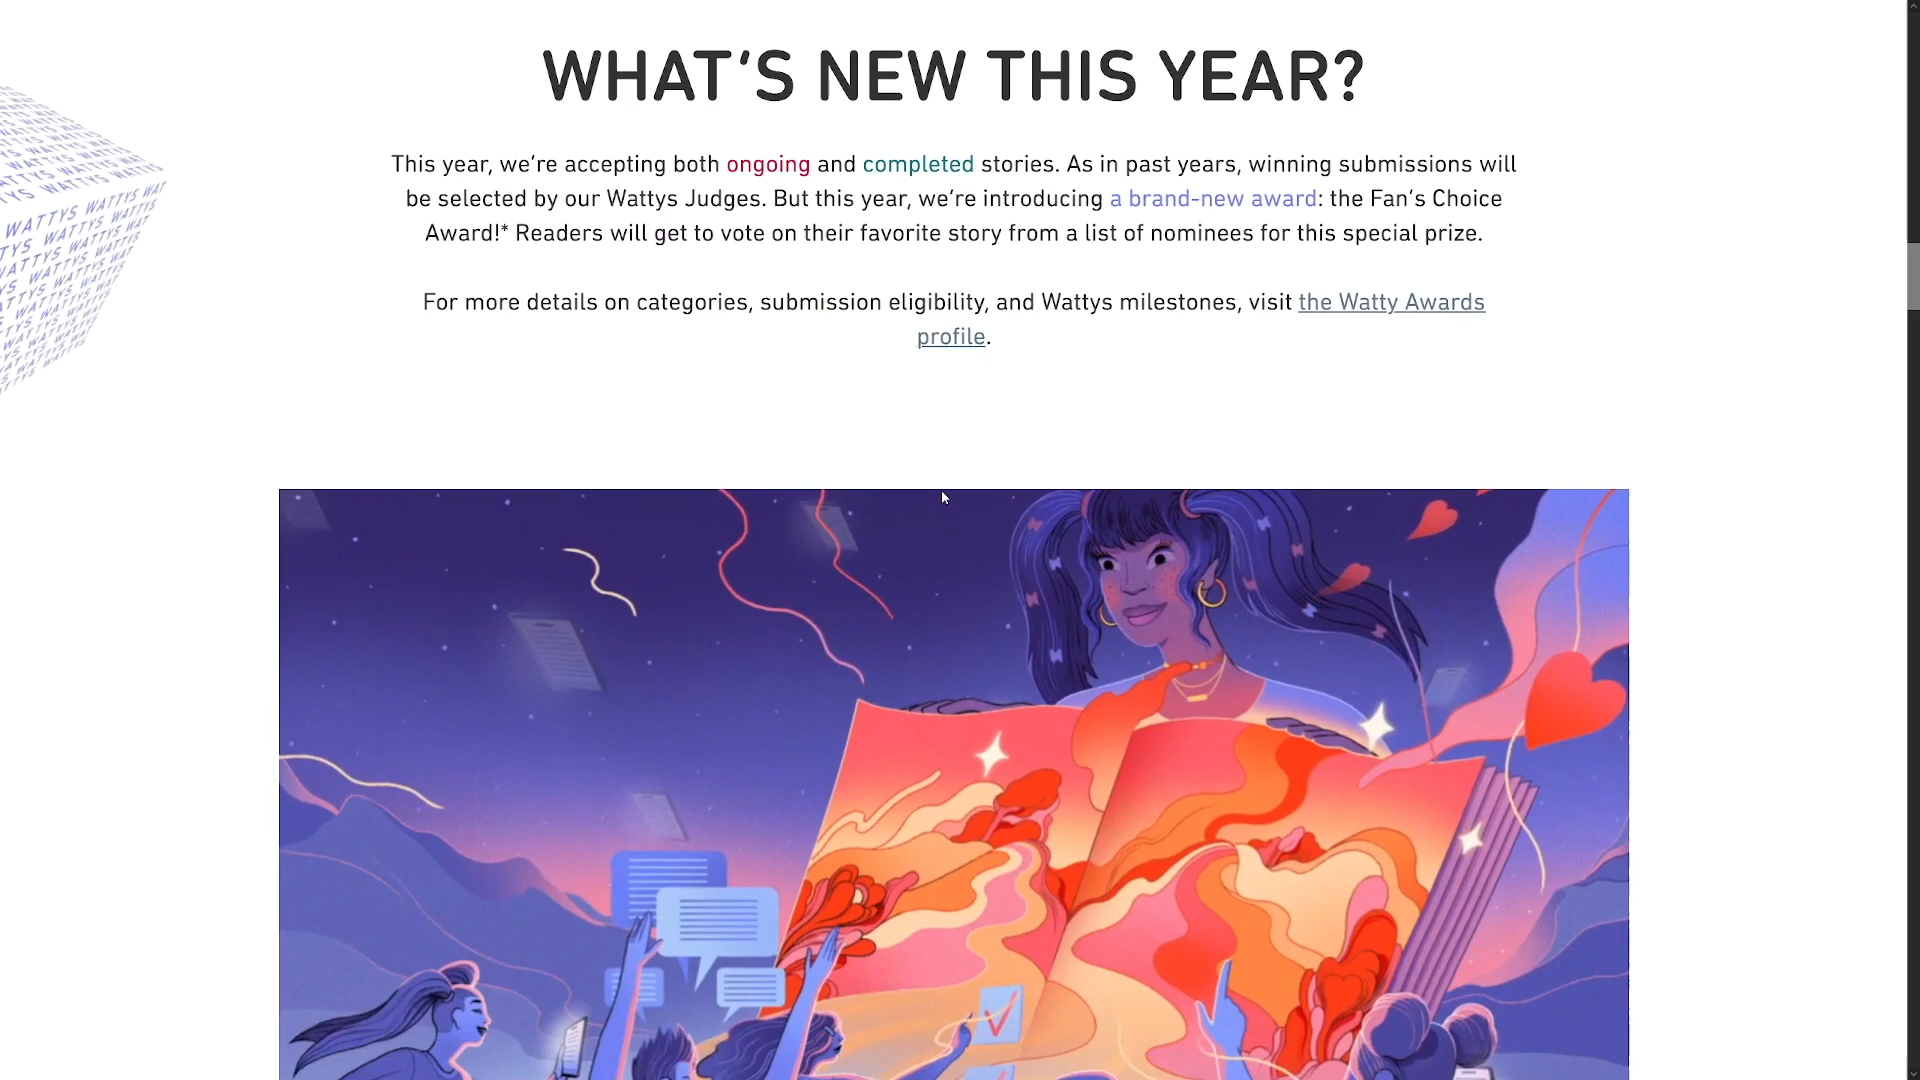 WHAT'S NEW THIS YEAR?
This year, we're accepting both ongoing and completed stories. As in past years, winning submissions will
be selected by our Wattys Judges. But this year, we're introducing a brand-new award: the Fan's Choice
Award!* Readers will get to vote on their favorite story from a list of nominees for this special prize.
For more details on categories, submission eligibility, and Wattys milestones, visit the Watty Awards
profile.
WATTYS WATTYS WAT